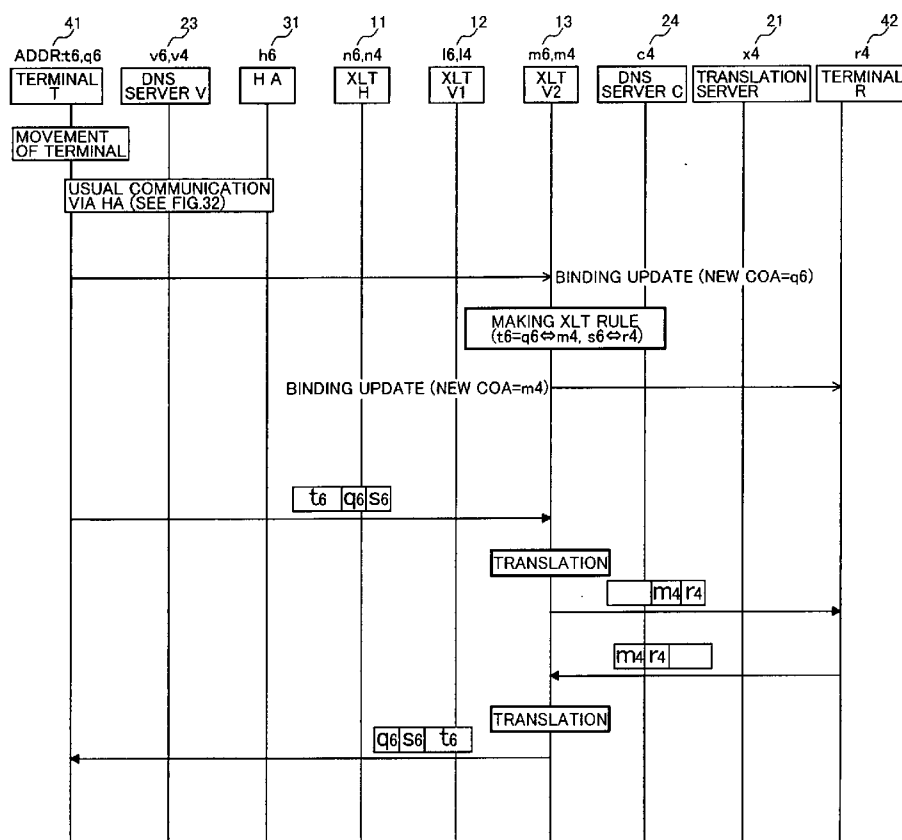 41 23 31 11 12 13 24 21 42
ADDR:t6,q6 v6,v4 h6 n6,n4 l6,l4 m6,m4 c4 x4 r4
TERMINAL T
DNS SERVER V
H A
XLT H
XLT V1
XLT V2
DNS SERVER C
TRANSLATION SERVER
TERMINAL R
MOVEMENT
OF TERMINAL
USUAL COMMUNICATION
VIA HA (SEE FIG.32)
BINDING UPDATE (NEW COA=q6)
MAKING XLT RULE
(t6=q6⇔m4, s6⇔r4)
BINDING UPDATE (NEW COA=m4)
t6 q6 s6
TRANSLATION
m4 r4
m4 r4
TRANSLATION
q6 s6 t6